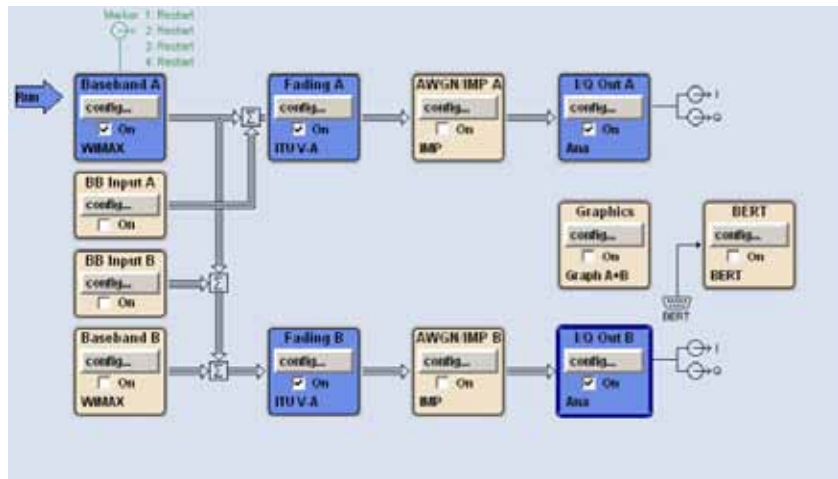 Marker 1: Restart
2: Restart
3: Restart
4: Restart
Run
Baseband A
config...
On
WiMAX
Fading A
config...
On
ITU V-A
AWGN/IMP A
config...
On
IMP
I/Q Out A
config...
On
Ana
I
Q
BB Input A
config...
On
Graphics
config...
On
Graph A+B
BERT
config...
On
BERT
BB Input B
config...
On
BERT
Baseband B
config...
On
WiMAX
Fading B
config...
On
ITU V-A
AWGN/IMP B
config...
On
IMP
I/Q Out B
config...
On
Ana
I
Q